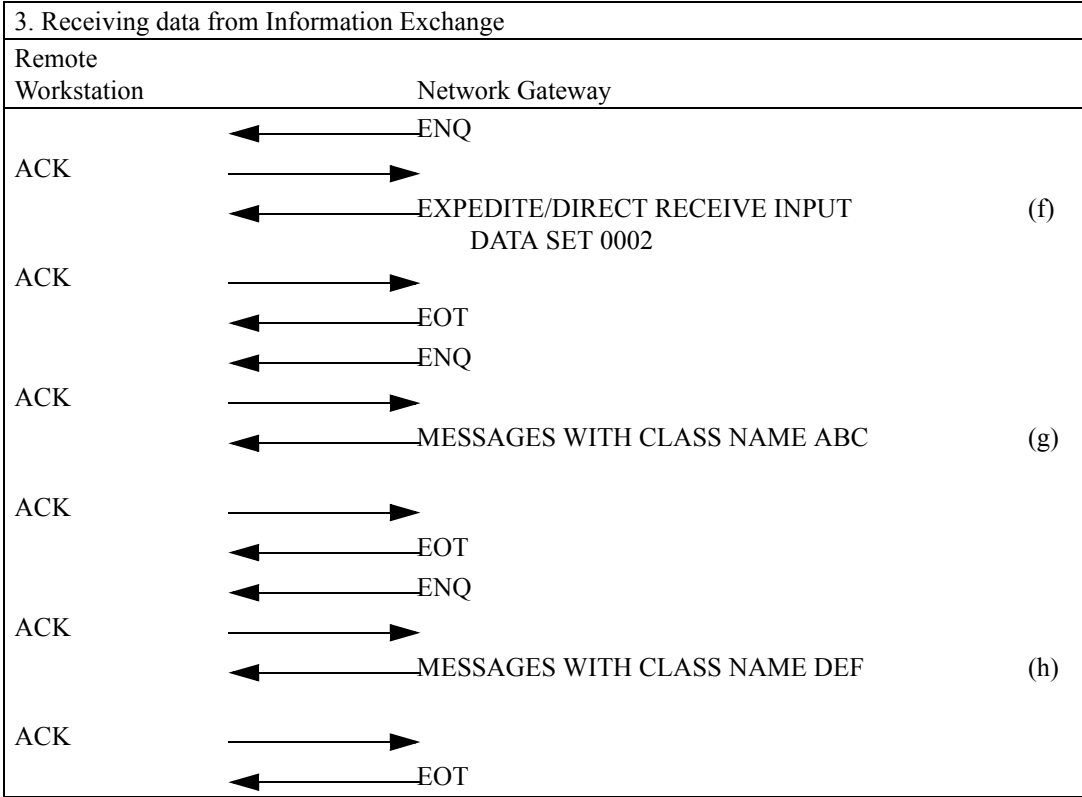 3. Receiving data from Information Exchange
Remote
Workstation Network Gateway
ENQ
ACK
EXPEDITE/DIRECT RECEIVE INPUT (f)
DATA SET 0002
ACK
EOT
ENQ
ACK
MESSAGES WITH CLASS NAME ABC (g)
ACK
EOT
ENQ
ACK
MESSAGES WITH CLASS NAME DEF (h)
ACK
EOT